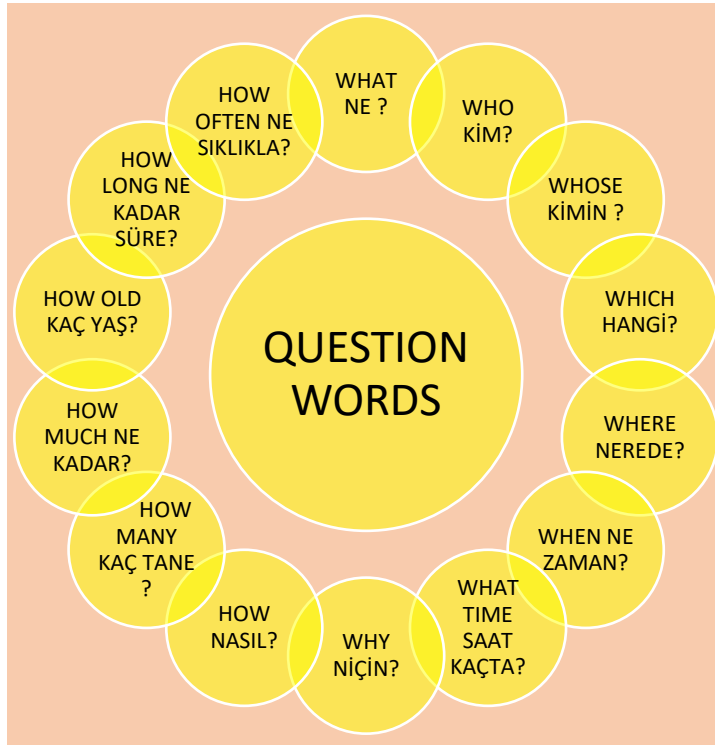 QUESTION
WORDS
WHAT
NE ?
WHO
KİM?
WHOSE
KİMİN ?
WHICH
HANGİ?
WHERE
NEREDE?
WHEN NE
ZAMAN?
WHAT
TIME
SAAT
KAÇTA?
WHY
NİÇİN?
HOW
NASIL?
HOW
MANY
KAÇ TANE
?
HOW
MUCH NE
KADAR?
HOW OLD
KAÇ YAŞ?
HOW
LONG NE
KADAR
SÜRE?
HOW
OFTEN NE
SIKLIKLA?